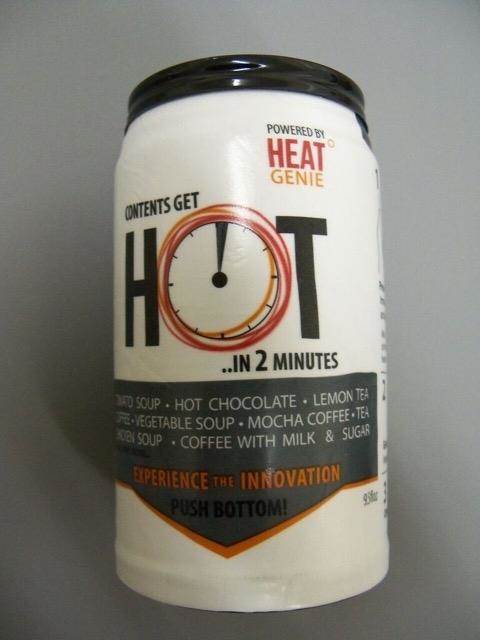 POWERED BY
HEAT°
GENIE
CONTENTS GET
HOT
..IN 2 MINUTES
SOUP • HOT CHOCOLATE • LEMON TEA
• VEGETABLE SOUP • MOCHA COFFEE • TEA
SOUP • COFFEE WITH MILK & SUGAR
EXPERIENCE THE INNOVATION
PUSH BOTTOM!